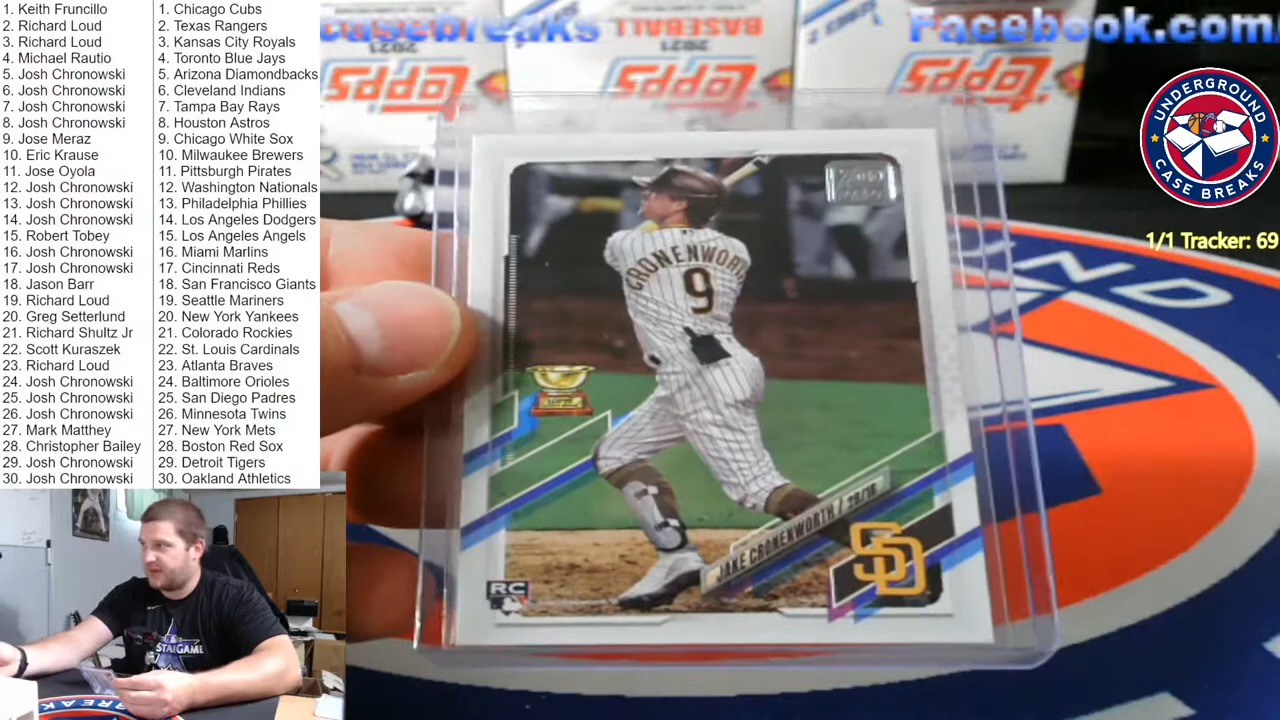 1. Keith Fruncillo
2. Richard Loud
3. Richard Loud
4. Michael Rautio
5. Josh Chronowski
6. Josh Chronowski
7. Josh Chronowski
8. Josh Chronowski
9. Jose Meraz
10. Eric Krause
11. Jose Oyola
12. Josh Chronowski
13. Josh Chronowski
14. Josh Chronowski
15. Robert Tobey
16. Josh Chronowski
17. Josh Chronowski
18. Jason Barr
19. Richard Loud
20. Greg Setterlund
21. Richard Shultz Jr
22. Scott Kuraszek
23. Richard Loud
24. Josh Chronowski
25. Josh Chronowski
26. Josh Chronowski
27. Mark Matthey
28. Christopher Bailey
29. Josh Chronowski
30. Josh Chronowski
1. Chicago Cubs
2. Texas Rangers
3. Kansas City Royals
4. Toronto Blue Jays
5. Arizona Diamondbacks
6. Cleveland Indians
7. Tampa Bay Rays
8. Houston Astros
9. Chicago White Sox
10. Milwaukee Brewers
11. Pittsburgh Pirates
12. Washington Nationals
13. Philadelphia Phillies
14. Los Angeles Dodgers
15. Los Angeles Angels
16. Miami Marlins
17. Cincinnati Reds
18. San Francisco Giants
19. Seattle Mariners
20. New York Yankees
21. Colorado Rockies
22. St. Louis Cardinals
23. Atlanta Braves
24. Baltimore Orioles
25. San Diego Padres
26. Minnesota Twins
27. New York Mets
28. Boston Red Sox
29. Detroit Tigers
30. Oakland Athletics
casebreaks
Facebook.com/
2021
BASEBALL
2021
Topps
Topps
Topps
UNDERGROUND
CASE BREAKS
1/1 Tracker: 69
CRONENWORTH
9
TOPPS
JAKE CRONENWORTH / 2B/1B
SD
RC
ND
STAR GAME